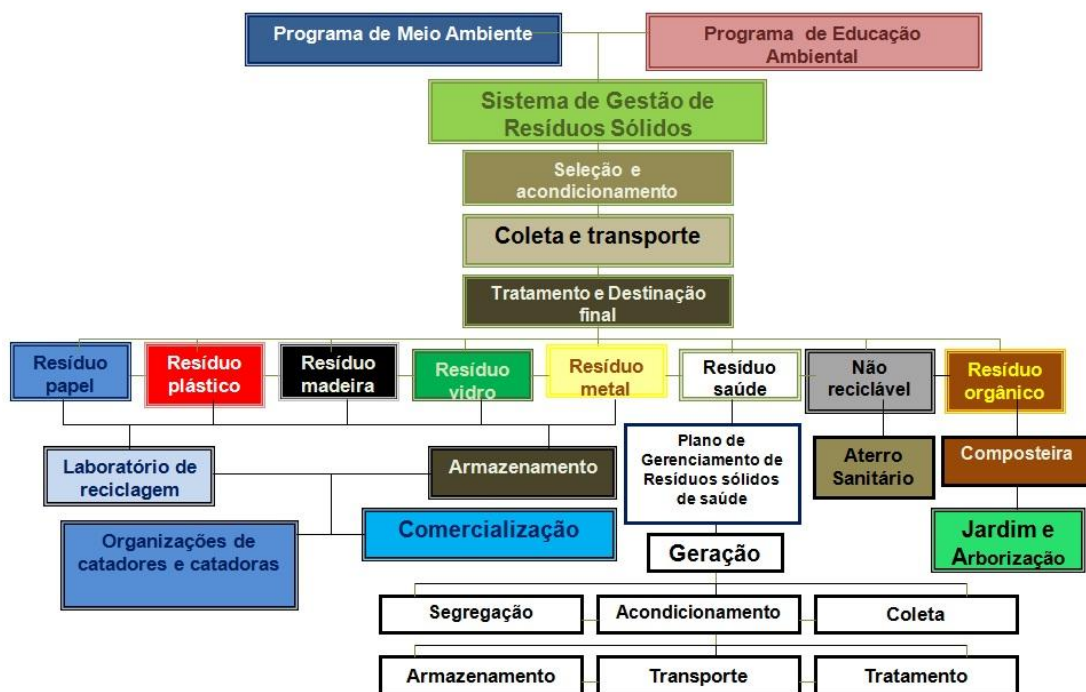 Programa de Meio Ambiente
Programa de Educação
Ambiental
Sistema de Gestão de
Resíduos Sólidos
Seleção e
acondicionamento
Coleta e transporte
Tratamento e Destinação
final
Resíduo
papel
Resíduo
plástico
Resíduo
madeira
Resíduo
vidro
Resíduo
metal
Resíduo
saúde
Não
reciclável
Resíduo
orgânico
Laboratório de
reciclagem
Armazenamento
Plano de
Gerenciamento de
Resíduos sólidos
de saúde
Aterro
Sanitário
Composteira
Organizações de
catadores e catadoras
Comercialização
Geração
Jardim e
Arborização
Segregação
Acondicionamento
Coleta
Armazenamento
Transporte
Tratamento